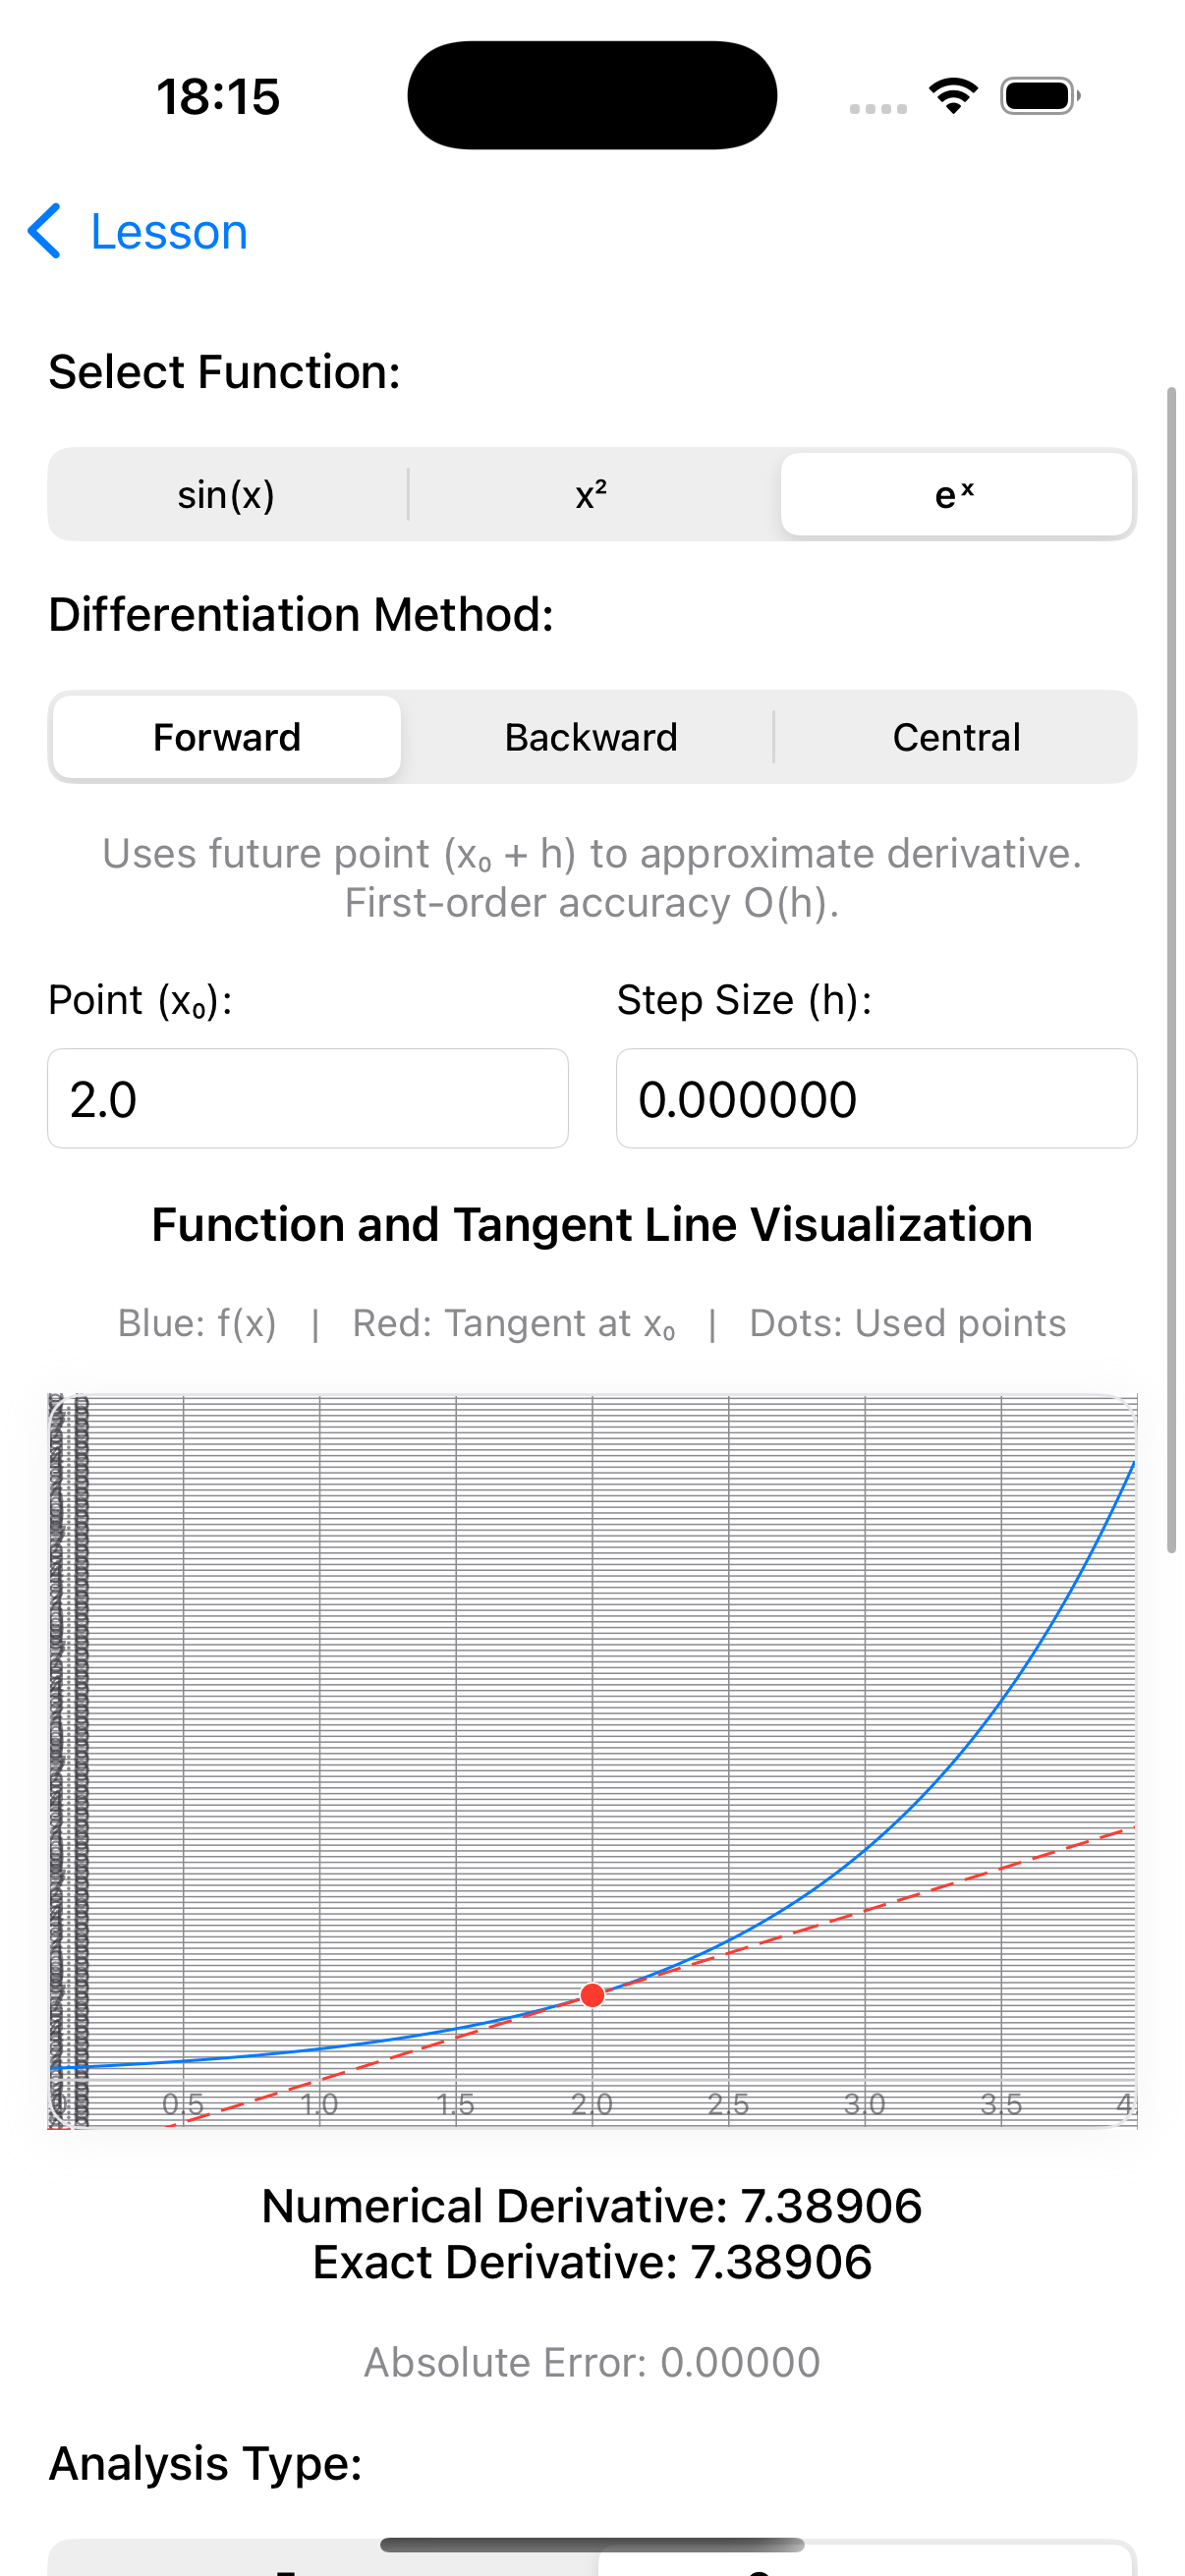 18:15
Lesson
Select Function:
sin(x) x² eˣ
Differentiation Method:
Forward Backward Central
Uses future point (x₀ + h) to approximate derivative.
First-order accuracy O(h).
Point (x₀): Step Size (h):
2.0 0.000000
Function and Tangent Line Visualization
Blue: f(x) | Red: Tangent at x₀ | Dots: Used points
0.5 1.0 1.5 2.0 2.5 3.0 3.5
Numerical Derivative: 7.38906
Exact Derivative: 7.38906
Absolute Error: 0.00000
Analysis Type: